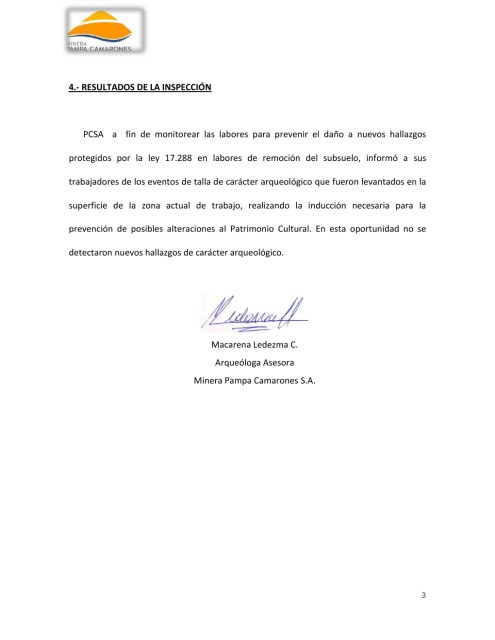 MINERA
PAMPA CAMARONES
4.- RESULTADOS DE LA INSPECCIÓN
PCSA a fin de monitorear las labores para prevenir el daño a nuevos hallazgos
protegidos por la ley 17.288 en labores de remoción del subsuelo, informó a sus
trabajadores de los eventos de talla de carácter arqueológico que fueron levantados en la
superficie de la zona actual de trabajo, realizando la inducción necesaria para la
prevención de posibles alteraciones al Patrimonio Cultural. En esta oportunidad no se
detectaron nuevos hallazgos de carácter arqueológico.
Macarena Ledezma C.
Arqueóloga Asesora
Minera Pampa Camarones S.A.
3